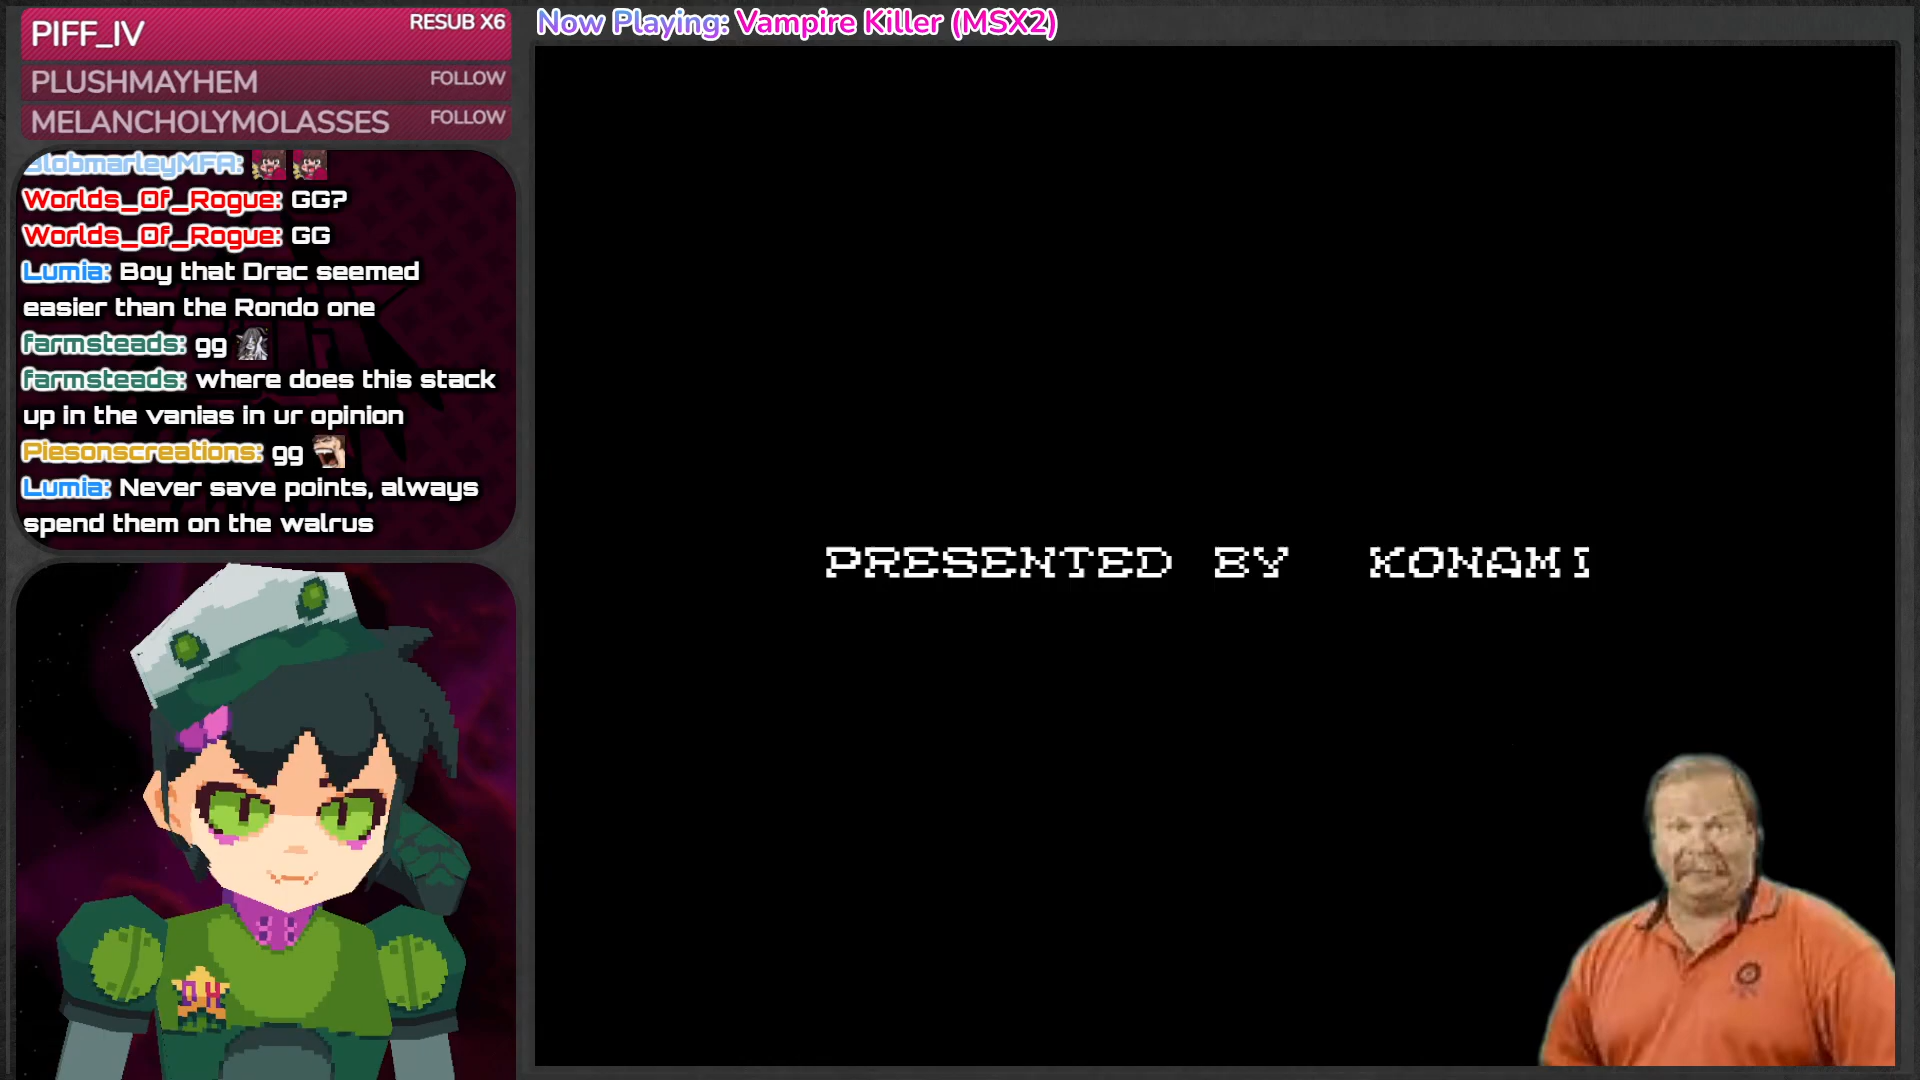 PIFF_IV RESUB X6
PLUSHMAYHEM FOLLOW
MELANCHOLYMOLASSES FOLLOW
Now Playing: Vampire Killer (MSX2)
BlobmarleyMFA:
Worlds_Of_Rogue: GG?
Worlds_Of_Rogue: GG
Lumia: Boy that Drac seemed
easier than the Rondo one
farmsteads: gg
farmsteads: where does this stack
up in the vanias in ur opinion
Piesonscreations: gg
Lumia: Never save points, always
spend them on the walrus
PRESENTED BY KONAMI
DH